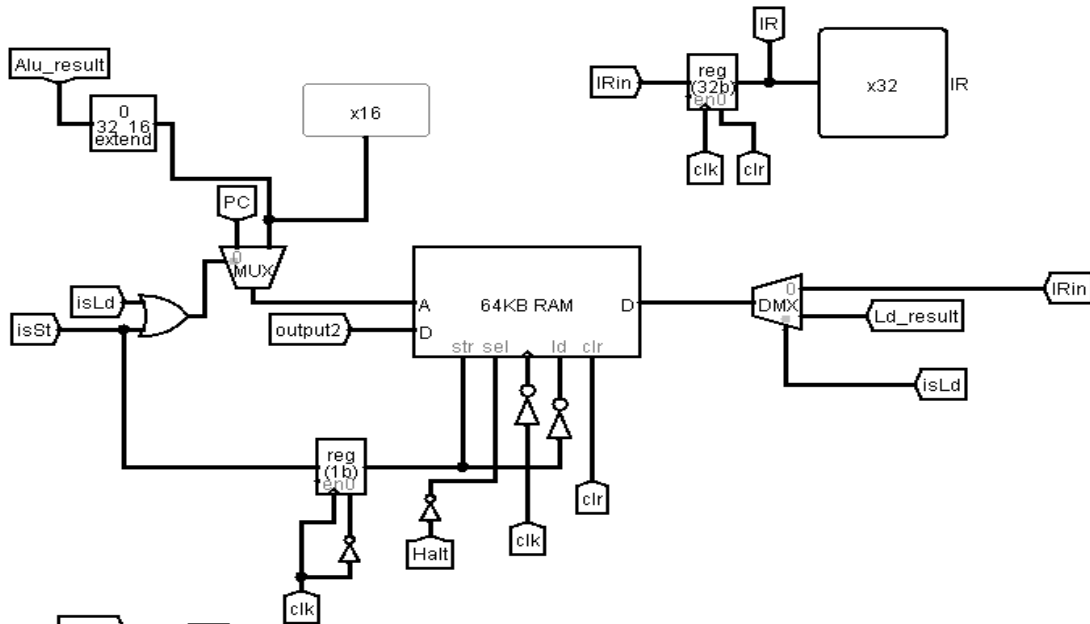 Alu_result
0
32 16
extend
x16
IR
IRin
reg
(32b)
en0
x32
IR
clk
clr
PC
0
MUX
isLd
isSt
output2
A
D
64KB RAM
D
str sel ld clr
DMX
0
IRin
Ld_result
isLd
reg
(1b)
en0
clk
Halt
clk
clr